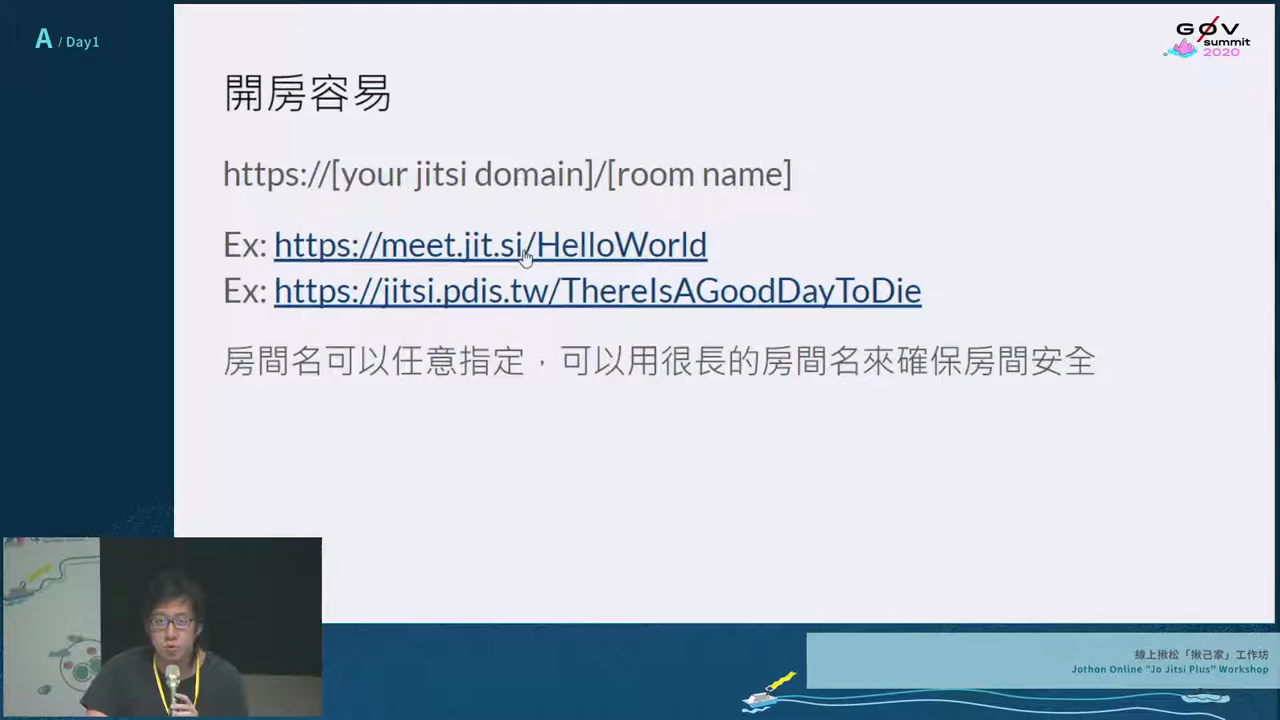 A / Day1
GØV
summit
2020
開房容易
https://[your jitsi domain]/[room name]
Ex: https://meet.jit.si/HelloWorld
Ex: https://jitsi.pdis.tw/ThereIsAGoodDayToDie
房間名可以任意指定，可以用很長的房間名來確保房間安全
線上揪松「揪己家」工作坊
Jothon Online "Jo Jitsi Plus" Workshop